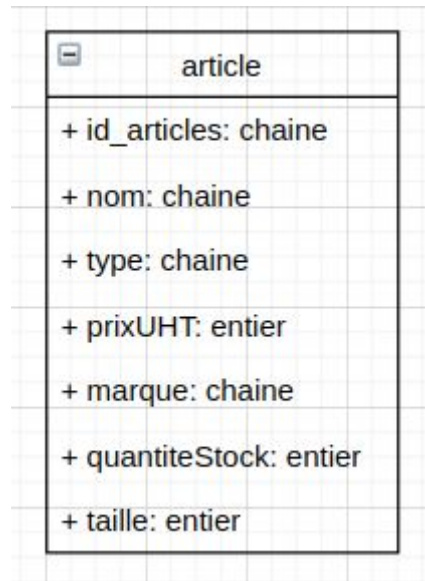 article
+ id_articles: chaine
+ nom: chaine
+ type: chaine
+ prixUHT: entier
+ marque: chaine
+ quantiteStock: entier
+ taille: entier